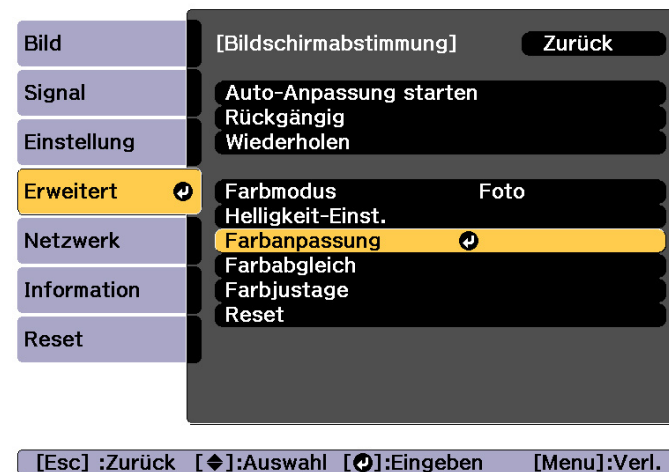 Bild
Signal
Einstellung
Erweitert
Netzwerk
Information
Reset
[Bildschirmabstimmung] Zurück
Auto-Anpassung starten
Rückgängig
Wiederholen
Farbmodus Foto
Helligkeit-Einst.
Farbanpassung
Farbabgleich
Farbjustage
Reset
[Esc] :Zurück [◆]:Auswahl [↵]:Eingeben [Menu]:Verl.